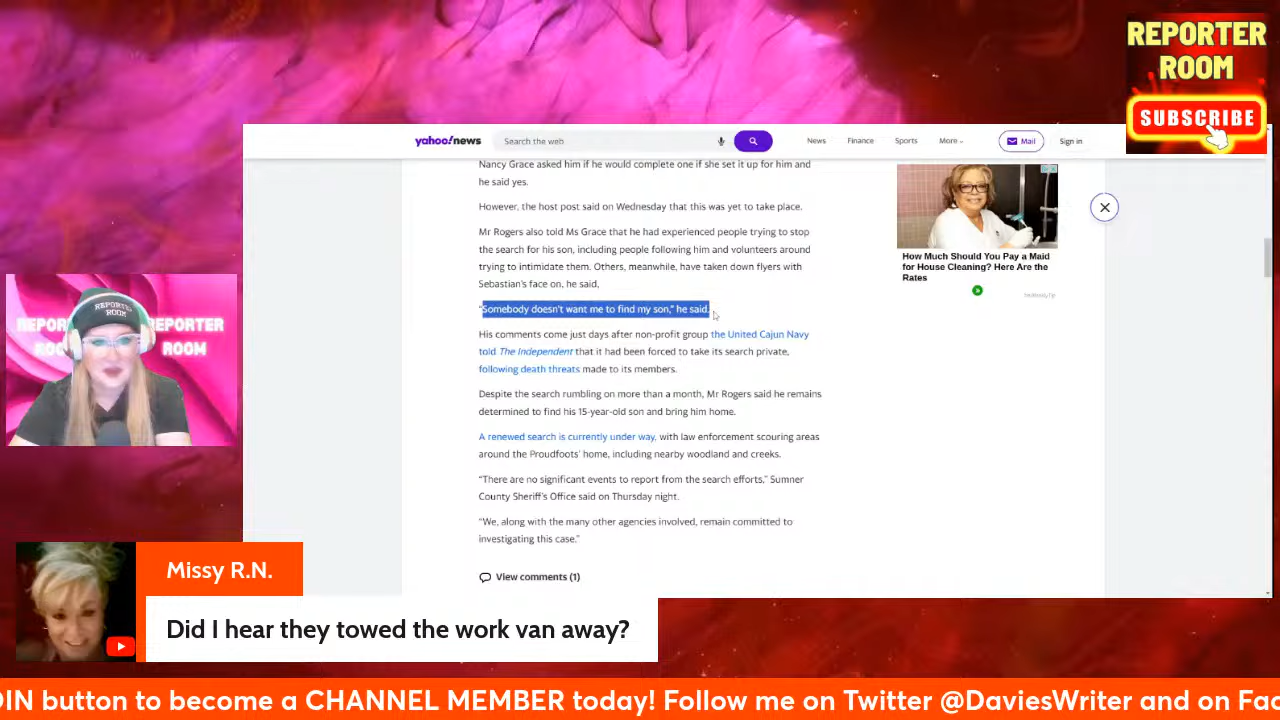 REPORTER
ROOM
SUBSCRIBE
yahoo!news
Search the web
News
Finance
Sports
More
Mail
Sign in
Nancy Grace asked him if he would complete one if she set it up for him and
he said yes.
However, the host post said on Wednesday that this was yet to take place.
Mr Rogers also told Ms Grace that he had experienced people trying to stop
the search for his son, including people following him and volunteers around
trying to intimidate them. Others, meanwhile, have taken down flyers with
Sebastian's face on, he said,
“Somebody doesn't want me to find my son,” he said.
His comments come just days after non-profit group the United Cajun Navy
told The Independent that it had been forced to take its search private,
following death threats made to its members.
Despite the search rumbling on more than a month, Mr Rogers said he remains
determined to find his 15-year-old son and bring him home.
A renewed search is currently under way, with law enforcement scouring areas
around the Proudfoots' home, including nearby woodland and creeks.
“There are no significant events to report from the search efforts,” Sumner
County Sheriff's Office said on Thursday night.
“We, along with the many other agencies involved, remain committed to
investigating this case.”
View comments (1)
How Much Should You Pay a Maid
for House Cleaning? Here Are the
Rates
REPORTER
ROOM
REPORTER
ROOM
Missy R.N.
Did I hear they towed the work van away?
OIN button to become a CHANNEL MEMBER today! Follow me on Twitter @DaviesWriter and on Fac